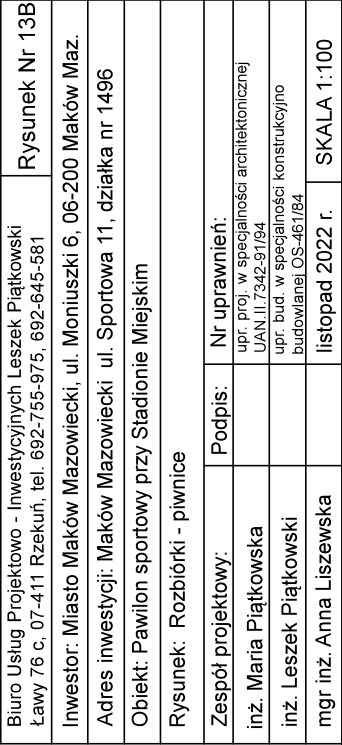 Biuro Usług Projektowo - Inwestycyjnych Leszek Piątkowski
Ławy 76 c, 07-411 Rzekuń, tel. 692-755-975, 692-645-581
Rysunek Nr 13B
Inwestor: Miasto Maków Mazowiecki, ul. Moniuszki 6, 06-200 Maków Maz.
Adres inwestycji: Maków Mazowiecki ul. Sportowa 11, działka nr 1496
Obiekt: Pawilon sportowy przy Stadionie Miejskim
Rysunek: Rozbiórki - piwnice
Zespół projektowy: Podpis: Nr uprawnień:
inż. Maria Piątkowska
upr. proj. w specjalności architektonicznej
UAN.II.7342-91/94
inż. Leszek Piątkowski
upr. bud. w specjalności konstrukcyjno
budowlanej OS-461/84
mgr inż. Anna Liszewska
listopad 2022 r. SKALA 1:100